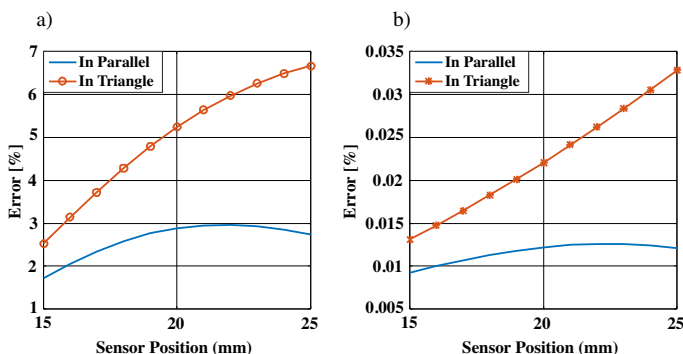 a)
7
6
5
4
3
2
1
Error [%]
In Parallel
In Triangle
15
20
25
Sensor Position (mm)
b)
0.035
0.03
0.025
0.02
0.015
0.01
0.005
Error [%]
In Parallel
In Triangle
15
20
25
Sensor Position (mm)